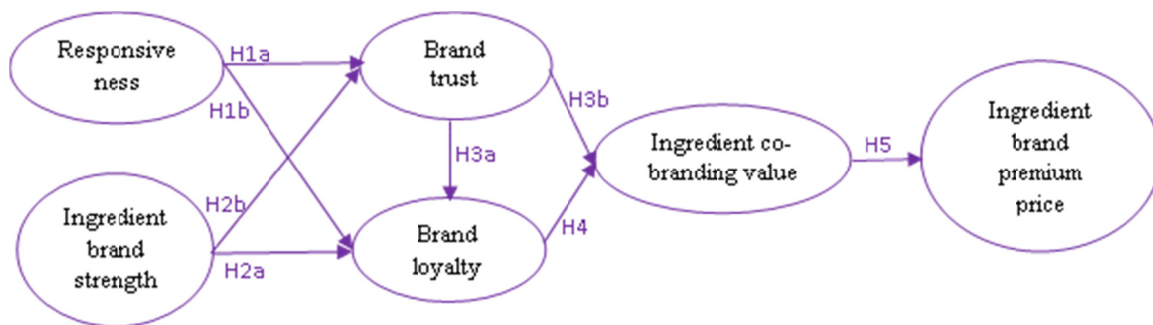 Responsive
ness
H1a
H1b
Brand
trust
H3a
H3b
Ingredient
brand
strength
H2b
H2a
Brand
loyalty
H4
Ingredient co-
branding value
H5
Ingredient
brand
premium
price